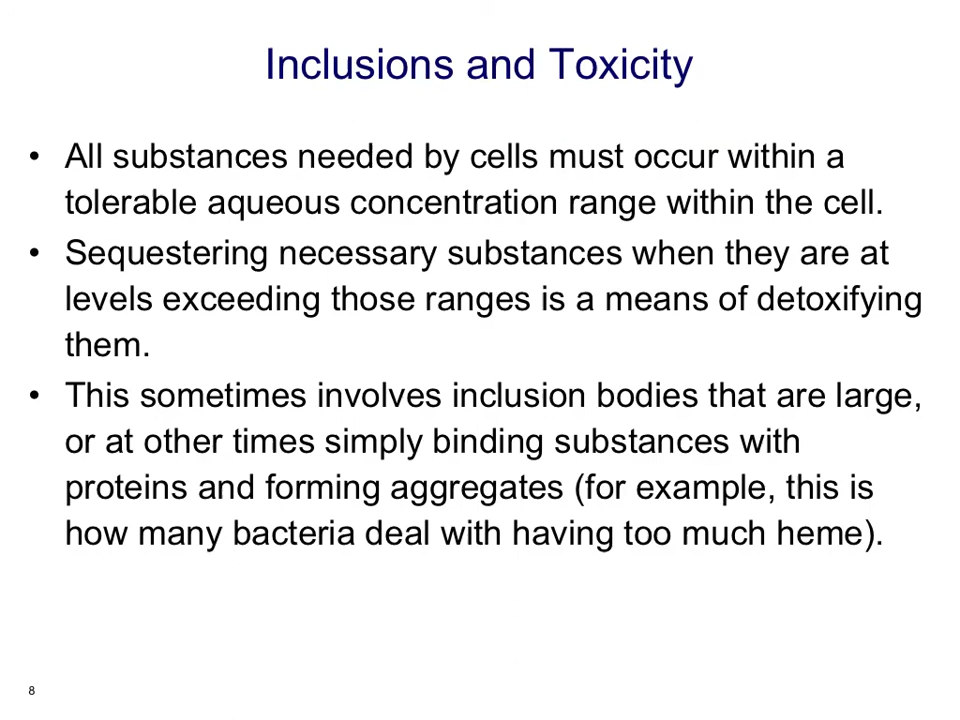 Inclusions and Toxicity
• All substances needed by cells must occur within a
tolerable aqueous concentration range within the cell.
• Sequestering necessary substances when they are at
levels exceeding those ranges is a means of detoxifying
them.
• This sometimes involves inclusion bodies that are large,
or at other times simply binding substances with
proteins and forming aggregates (for example, this is
how many bacteria deal with having too much heme).
8